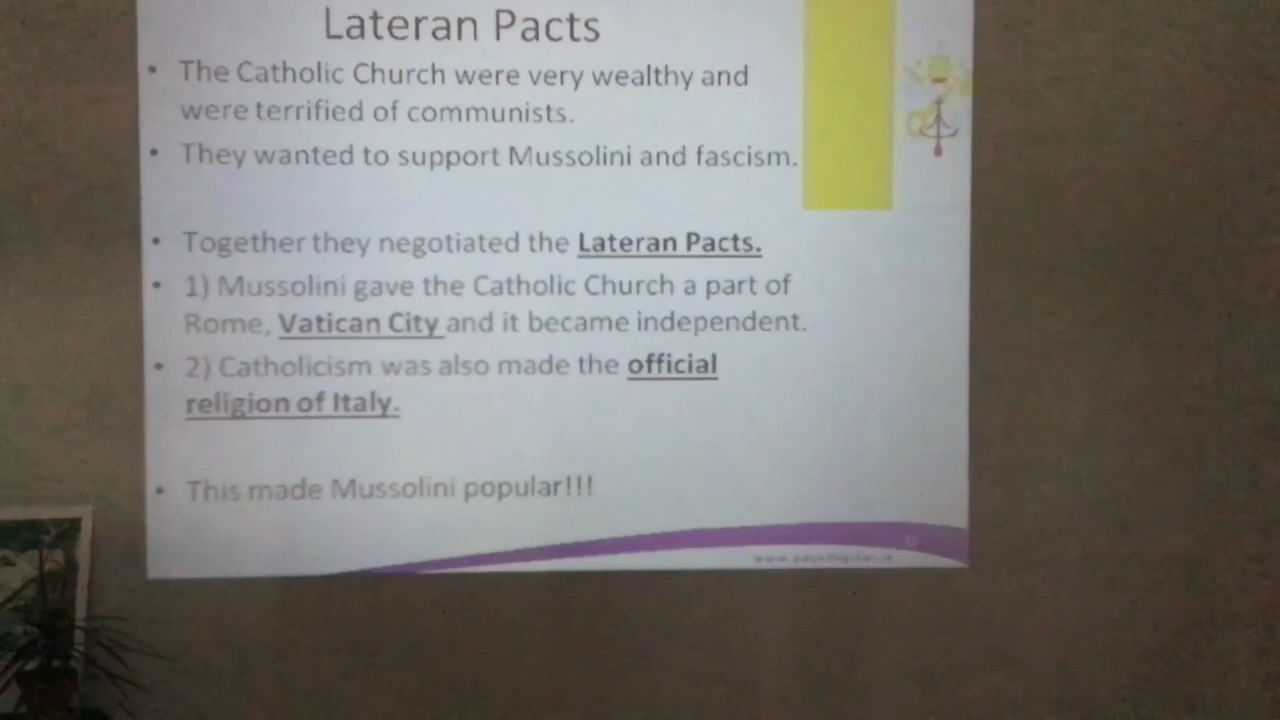 Lateran Pacts
• The Catholic Church were very wealthy and
were terrified of communists.
• They wanted to support Mussolini and fascism.
• Together they negotiated the Lateran Pacts.
• 1) Mussolini gave the Catholic Church a part of
Rome, Vatican City and it became independent.
• 2) Catholicism was also made the official
religion of Italy.
• This made Mussolini popular!!!